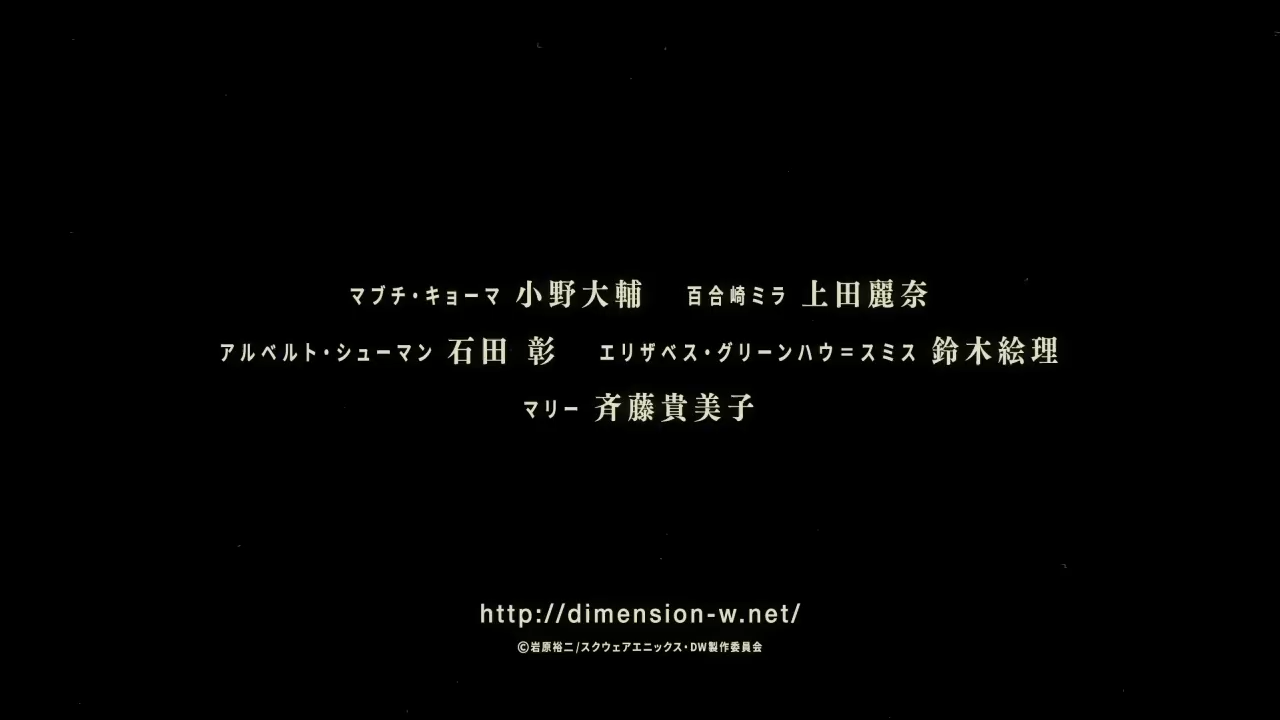 マブチ・キョーマ 小野大輔 百合崎ミラ 上田麗奈
アルベルト・シューマン 石田 彰 エリザベス・グリーンハウ=スミス 鈴木絵理
マリー 斉藤貴美子
http://dimension-w.net/
©岩原裕二/スクウェアエニックス・DW製作委員会